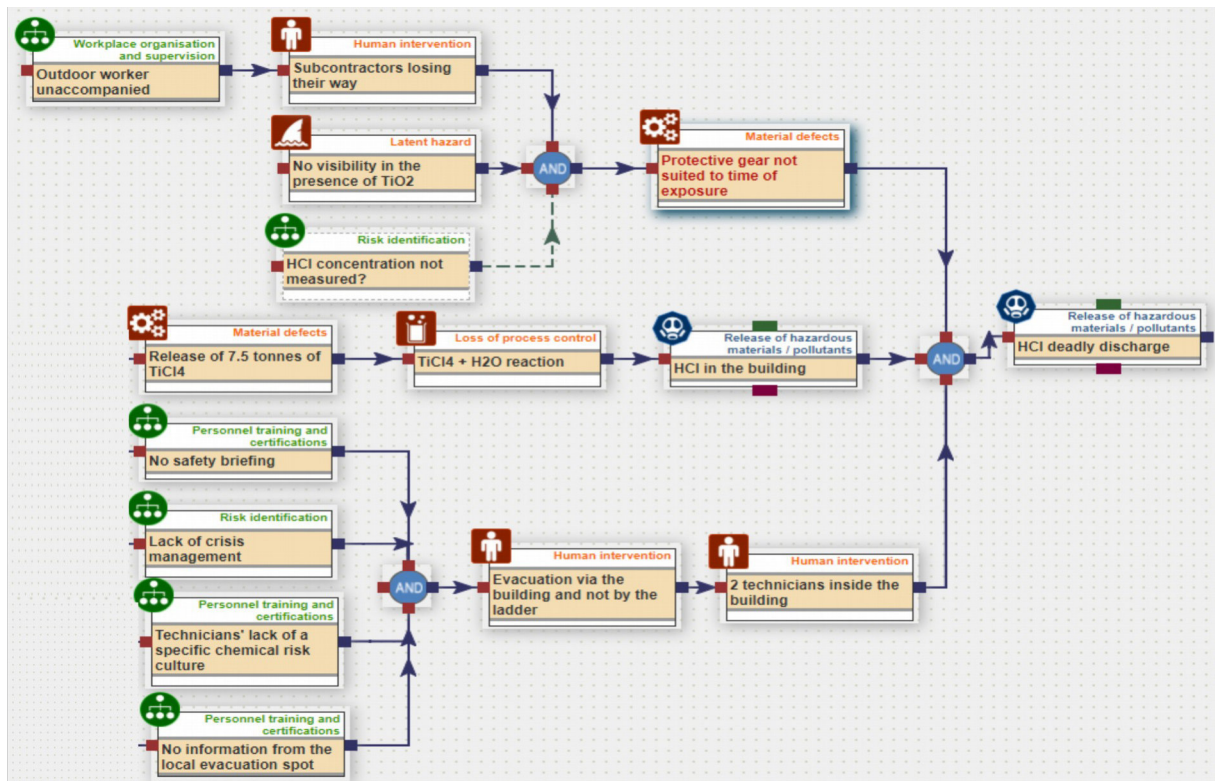 Workplace organisation
and supervision
Outdoor worker
unaccompanied
Human intervention
Subcontractors losing
their way
Latent hazard
No visibility in the
presence of TiO2
AND
Material defects
Protective gear not
suited to time of
exposure
Risk identification
HCl concentration not
measured?
Material defects
Release of 7.5 tonnes of
TiCl4
Loss of process control
TiCl4 + H2O reaction
Release of hazardous
materials / pollutants
HCl in the building
AND
Release of hazardous
materials / pollutants
HCl deadly discharge
Personnel training and
certifications
No safety briefing
Risk identification
Lack of crisis
management
AND
Human intervention
Evacuation via the
building and not by the
ladder
Human intervention
2 technicians inside the
building
Personnel training and
certifications
Technicians' lack of a
specific chemical risk
culture
Personnel training and
certifications
No information from the
local evacuation spot